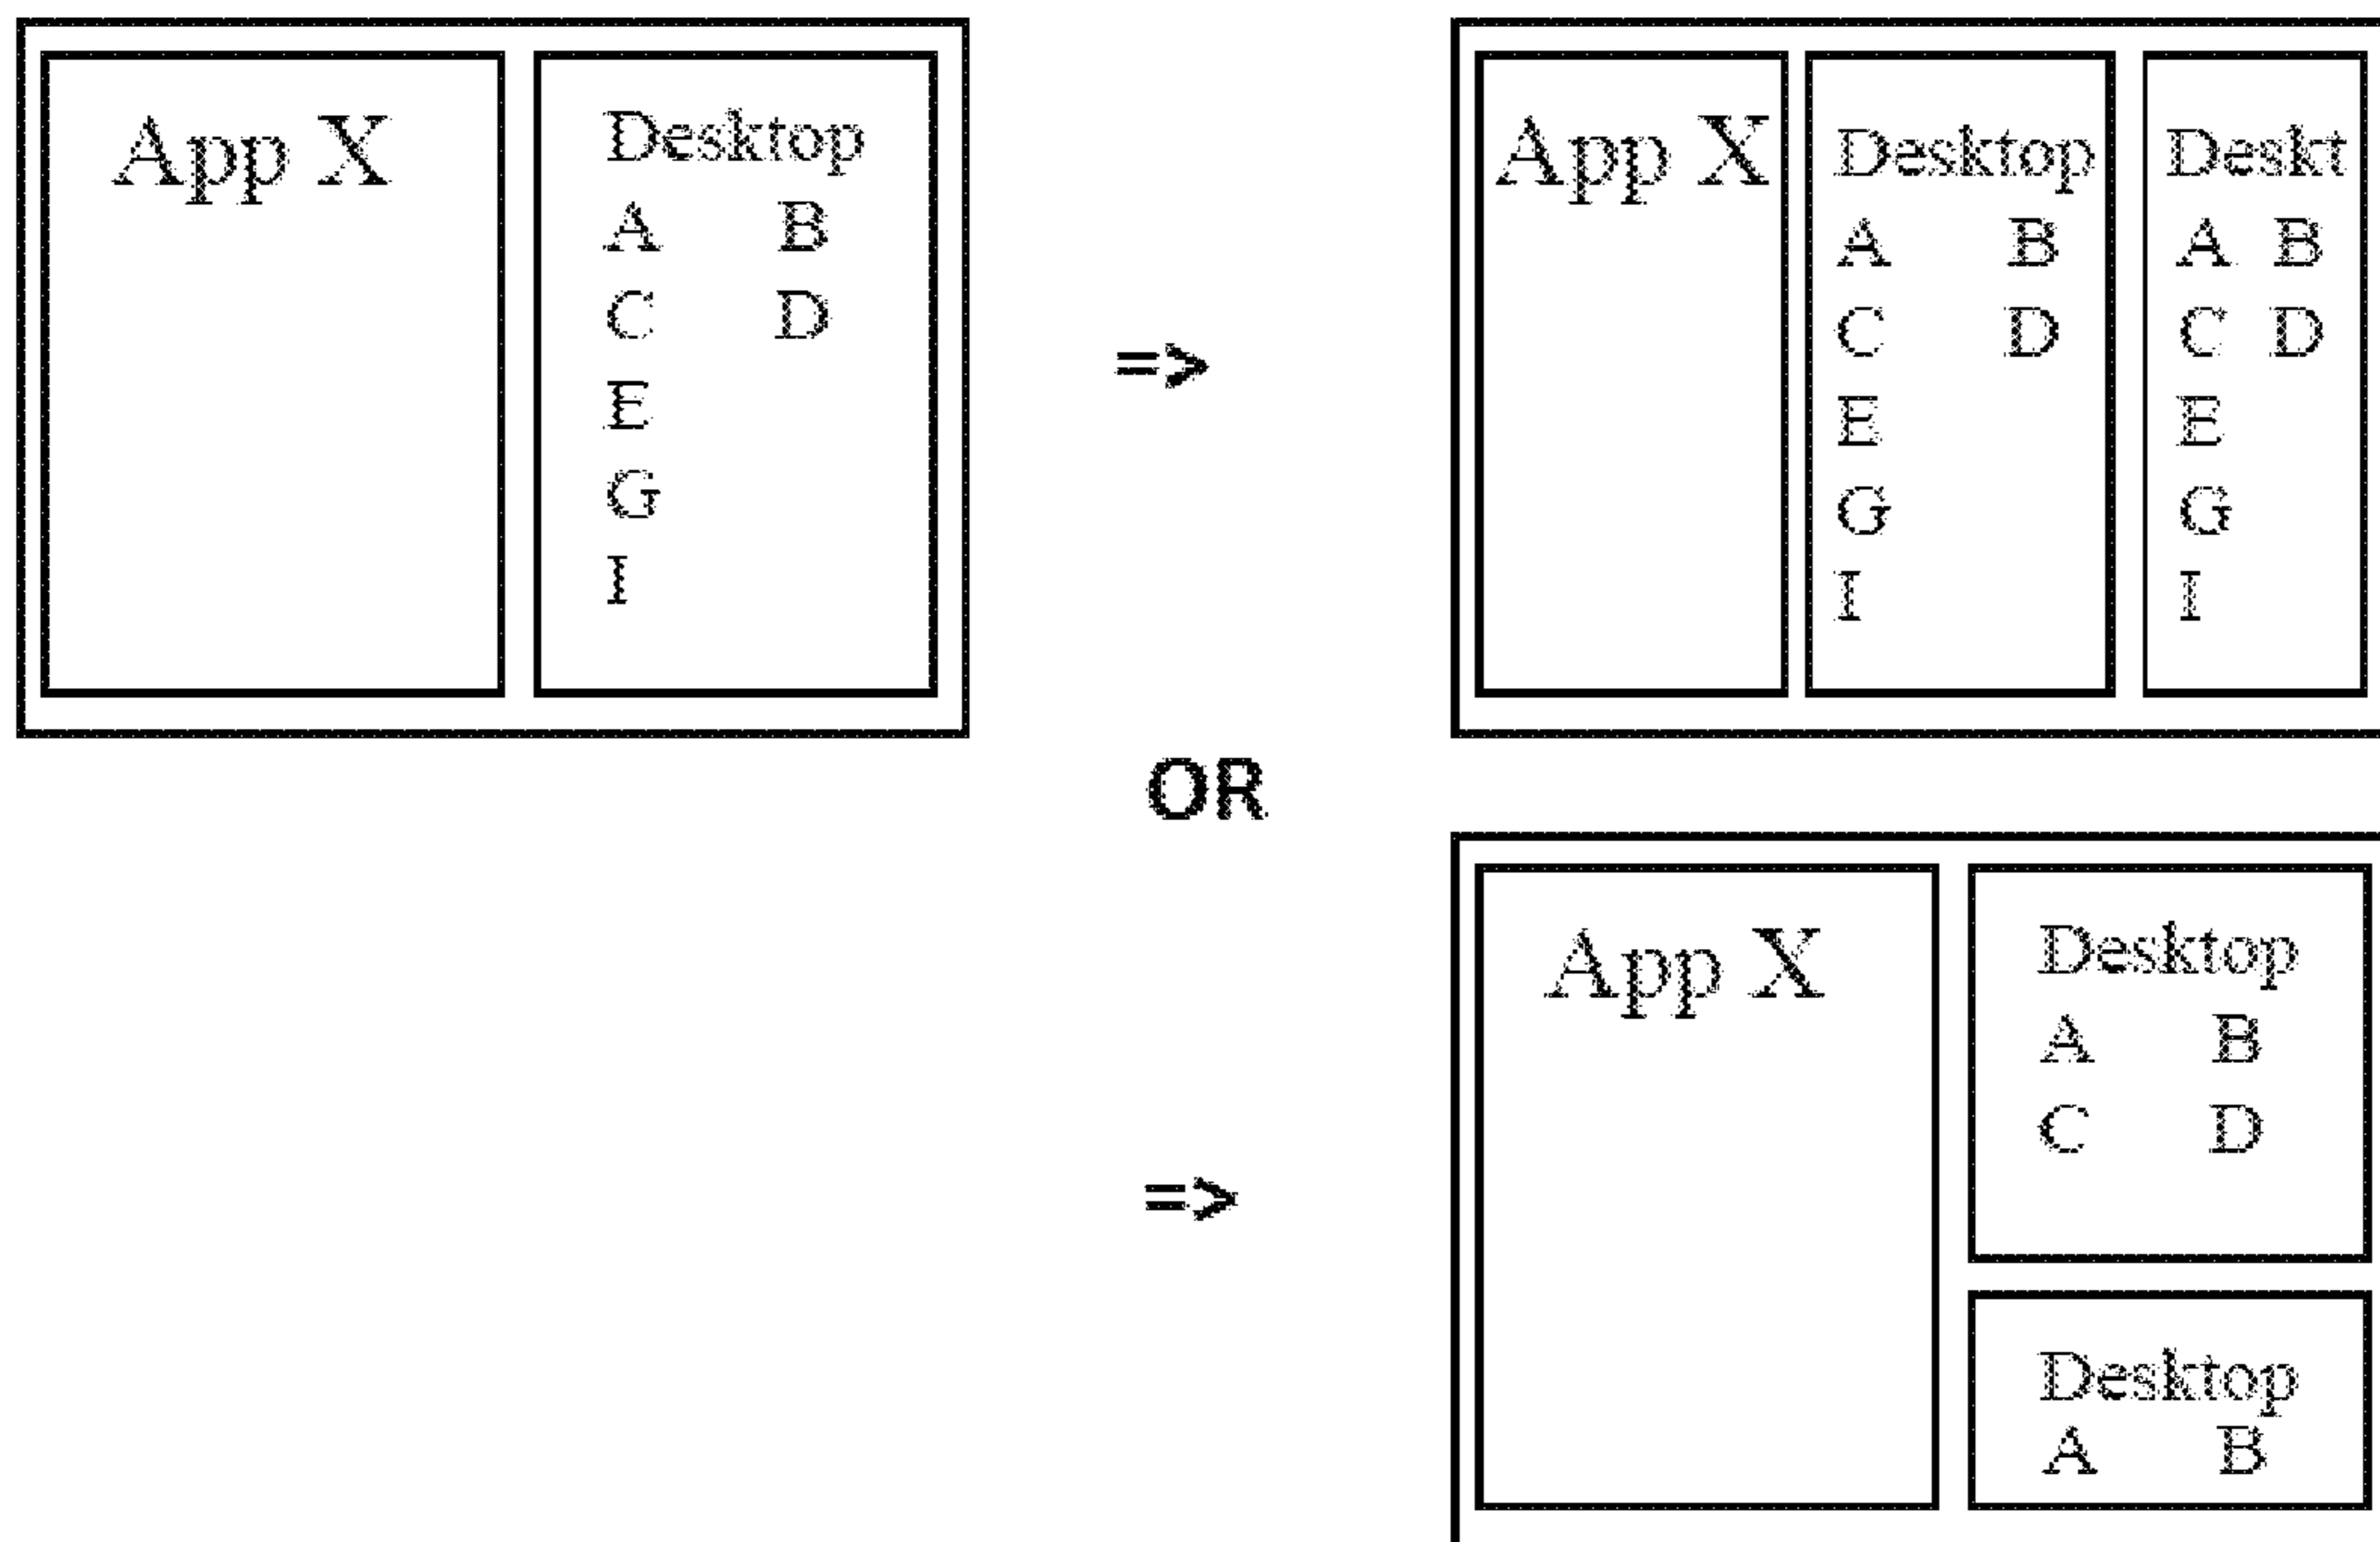 App X
Desktop
A B
C D
E
G
I
=>
App X
Desktop
A B
C D
E
G
I
Deskt
A B
C D
E
G
I
OR
=>
App X
Desktop
A B
C D
Desktop
A B